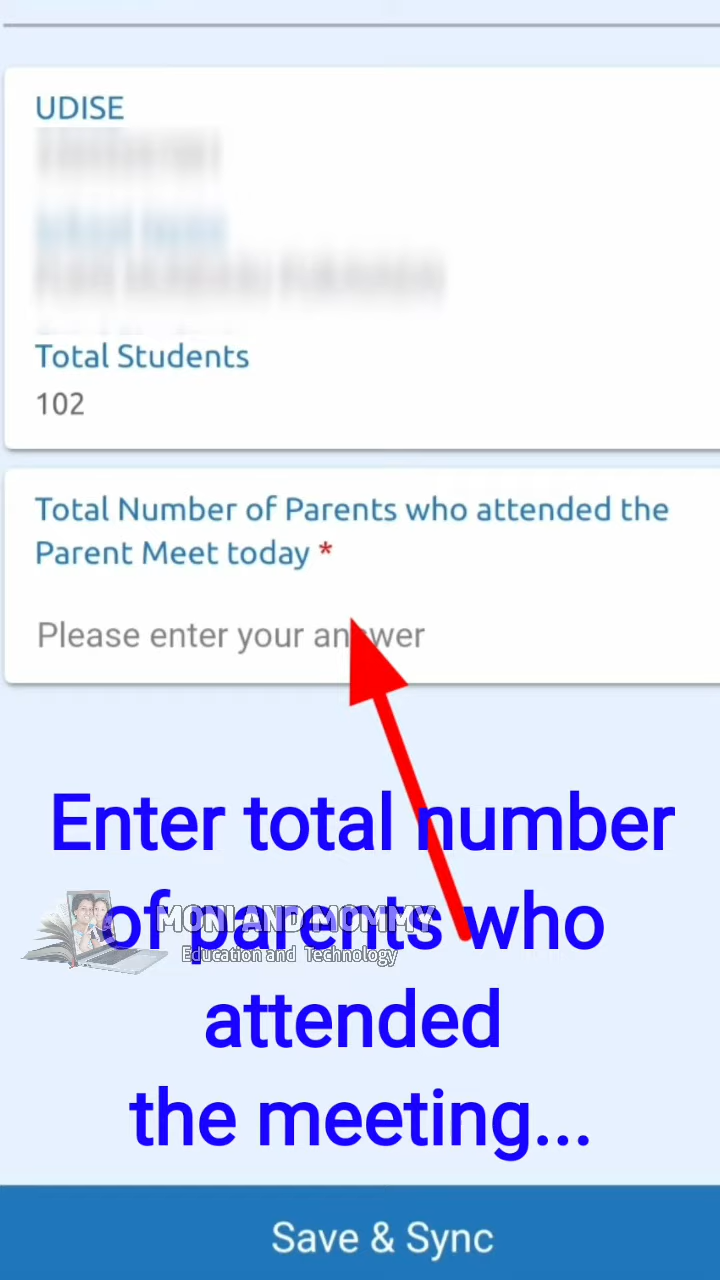 UDISE
Total Students
102
Total Number of Parents who attended the
Parent Meet today *
Please enter your answer
Enter total number
of parents who
MONI AND MOMMY
Education and Technology
attended
the meeting...
Save & Sync